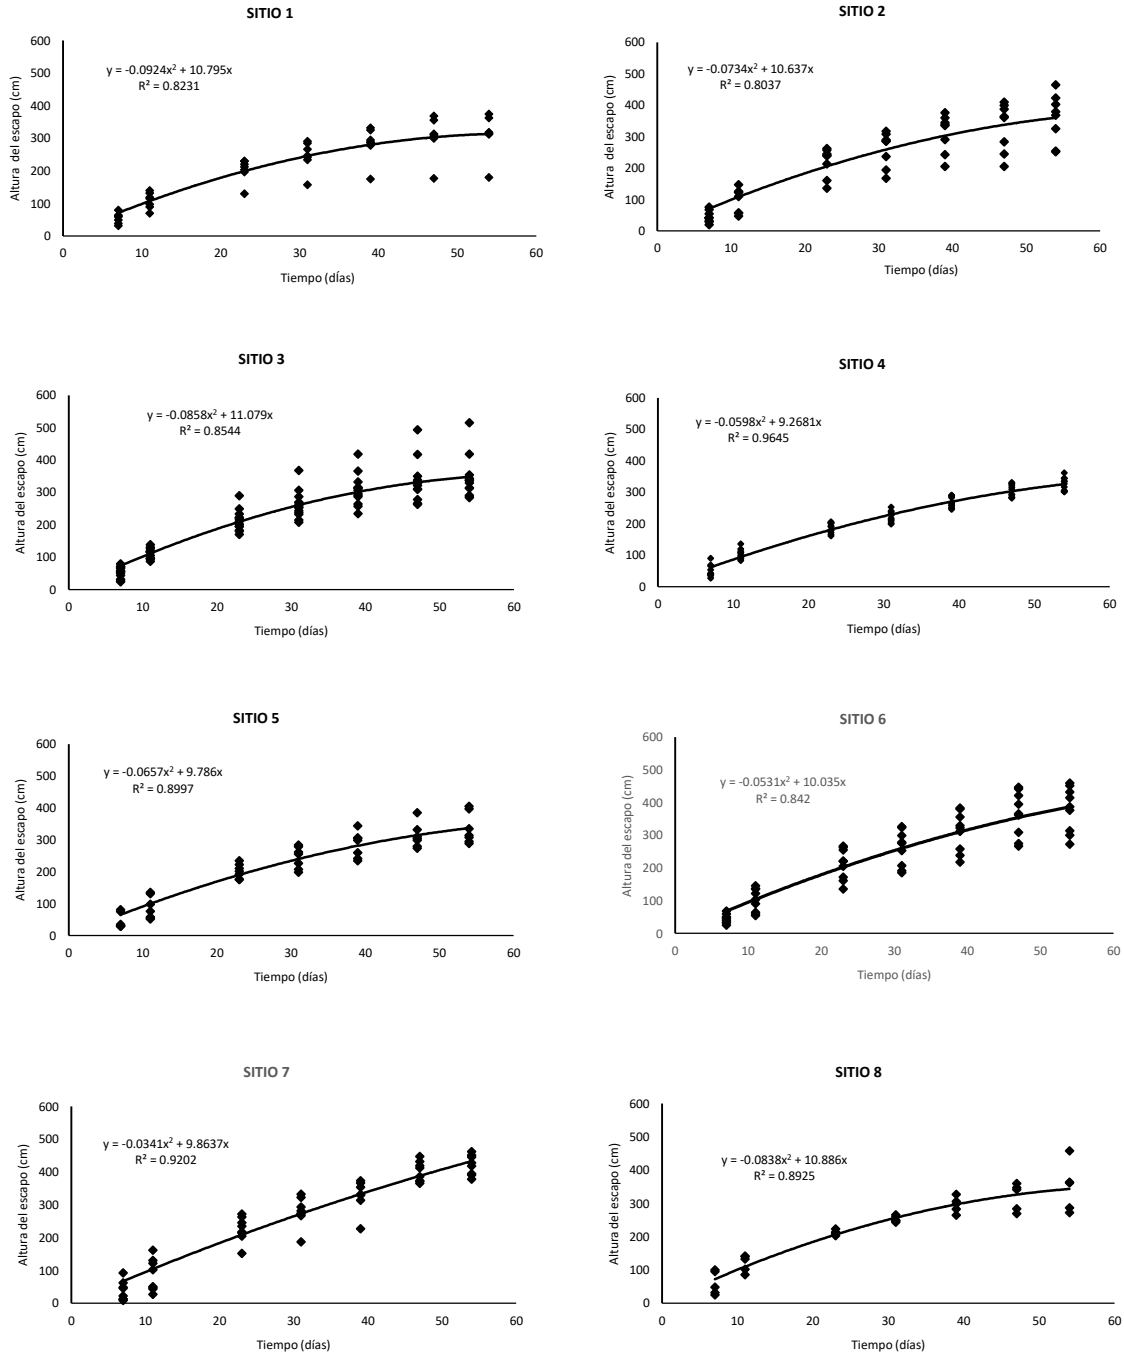 SITIO 1
y = -0.0924x² + 10.795x
R² = 0.8231
Altura del escapo (cm)
600
500
400
300
200
100
0
0 10 20 30 40 50 60
Tiempo (días)
SITIO 2
y = -0.0734x² + 10.637x
R² = 0.8037
Altura del escapo (cm)
600
500
400
300
200
100
0
0 10 20 30 40 50 60
Tiempo (días)
SITIO 3
y = -0.0858x² + 11.079x
R² = 0.8544
Altura del escapo (cm)
600
500
400
300
200
100
0
0 10 20 30 40 50 60
Tiempo (días)
SITIO 4
y = -0.0598x² + 9.2681x
R² = 0.9645
Altura del escapo (cm)
600
500
400
300
200
100
0
0 10 20 30 40 50 60
Tiempo (días)
SITIO 5
y = -0.0657x² + 9.786x
R² = 0.8997
Altura del escapo (cm)
600
500
400
300
200
100
0
0 10 20 30 40 50 60
Tiempo (días)
SITIO 6
y = -0.0531x² + 10.035x
R² = 0.842
Altura del escapo (cm)
600
500
400
300
200
100
0
0 10 20 30 40 50 60
Tiempo (días)
SITIO 7
y = -0.0341x² + 9.8637x
R² = 0.9202
Altura del escapo (cm)
600
500
400
300
200
100
0
0 10 20 30 40 50 60
Tiempo (días)
SITIO 8
y = -0.0838x² + 10.886x
R² = 0.8925
Altura del escapo (cm)
600
500
400
300
200
100
0
0 10 20 30 40 50 60
Tiempo (días)